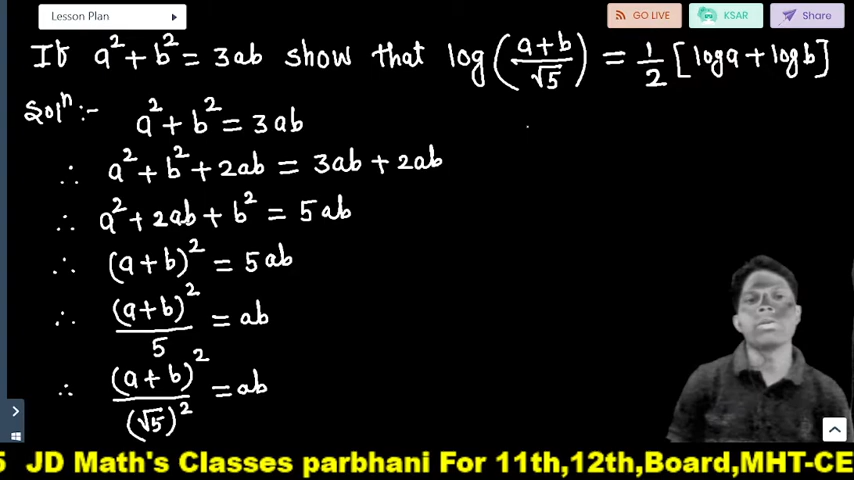 Lesson Plan
GO LIVE
KSAR
Share
If a² + b² = 3ab show that log((a+b)/√5) = 1/2 [log a + log b]
Solⁿ :- a² + b² = 3ab
∴ a² + b² + 2ab = 3ab + 2ab
∴ a² + 2ab + b² = 5ab
∴ (a + b)² = 5ab
∴ (a+b)²/5 = ab
∴ (a + b)²/(√5)² = ab
5 JD Math's Classes parbhani For 11th,12th,Board,MHT-CE